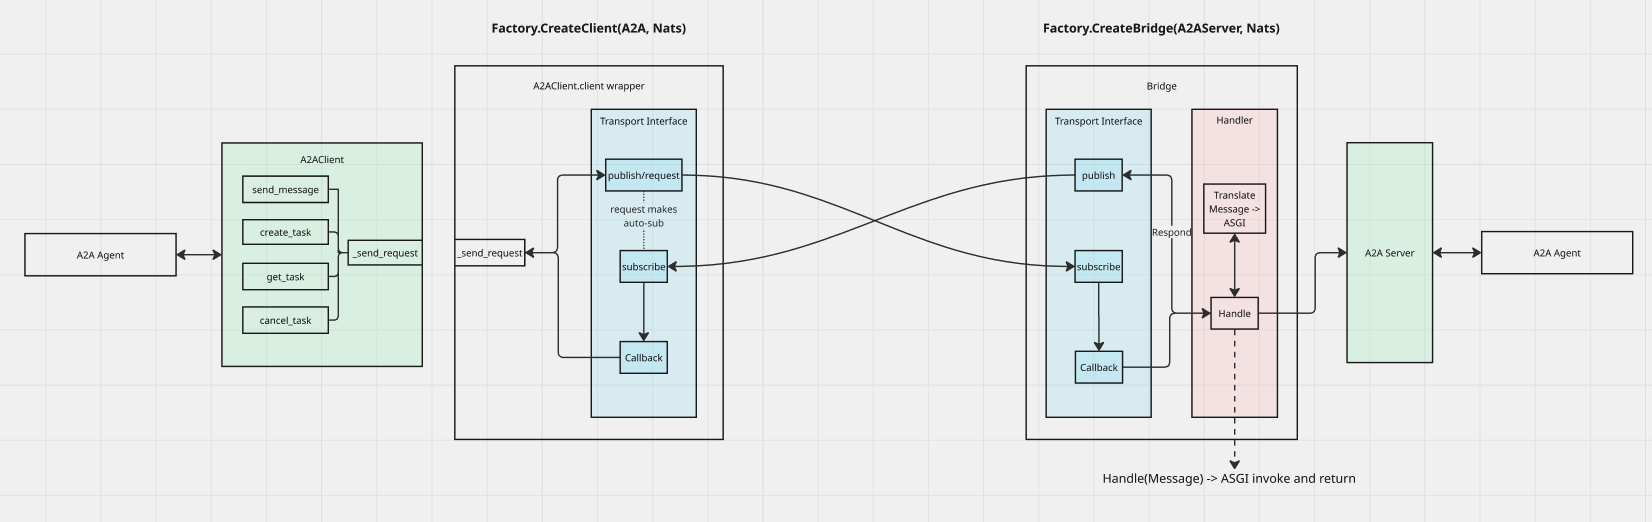 Factory.CreateClient(A2A, Nats)
Factory.CreateBridge(A2AServer, Nats)
A2A Agent
A2AClient
send_message
create_task
get_task
cancel_task
_send_request
A2AClient.client wrapper
_send_request
Transport Interface
publish/request
request makes
auto-sub
subscribe
Callback
Bridge
Transport Interface
publish
subscribe
Callback
Respond
Handler
Translate
Message ->
ASGI
Handle
A2A Server
A2A Agent
Handle(Message) -> ASGI invoke and return